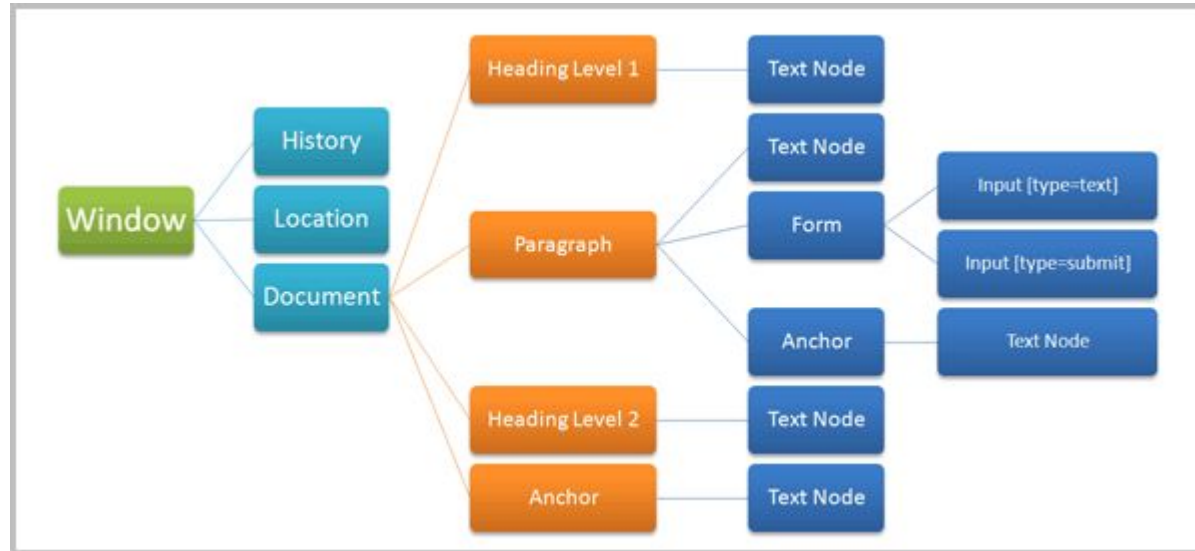 Window
History
Location
Document
Heading Level 1
Paragraph
Heading Level 2
Anchor
Text Node
Text Node
Form
Anchor
Text Node
Text Node
Input [type=text]
Input [type=submit]
Text Node